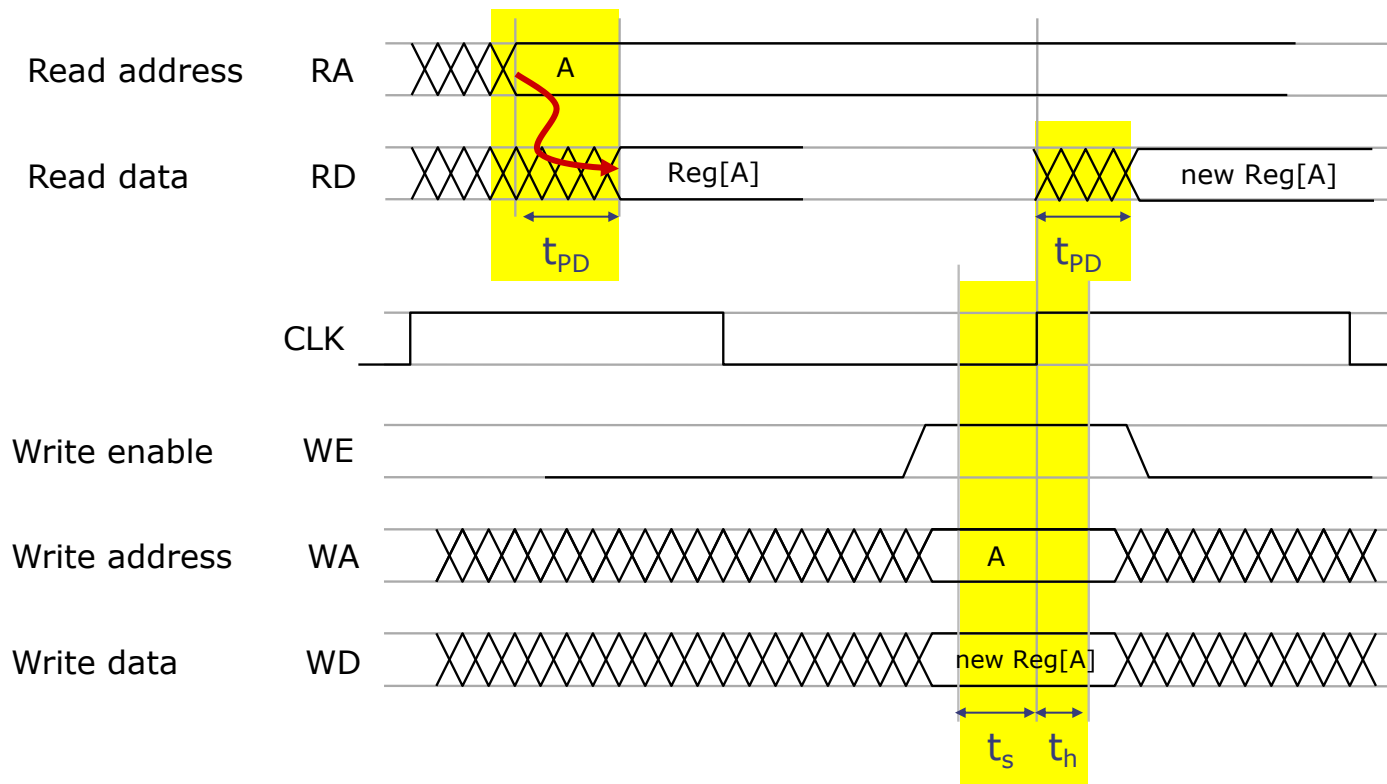 Read address RA A
Read data RD Reg[A] new Reg[A]
tPD tPD
CLK
Write enable WE
Write address WA A
Write data WD new Reg[A]
ts th